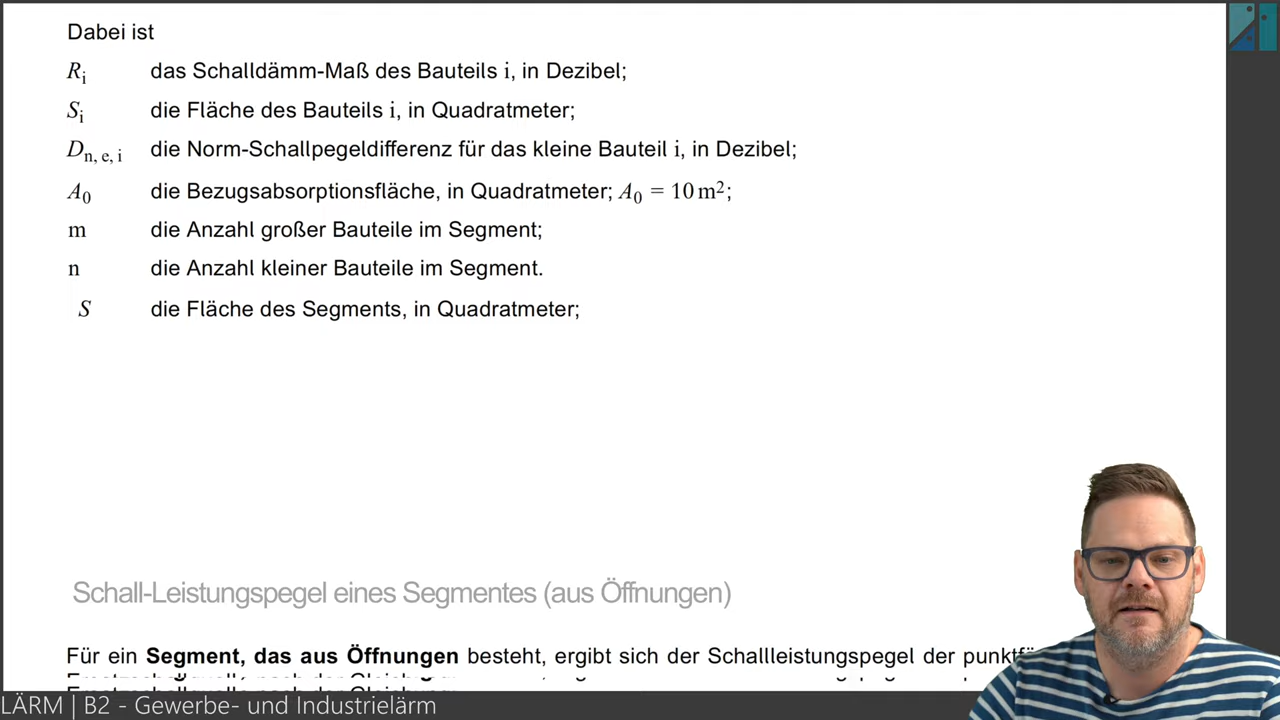 Dabei ist
Ri das Schalldämm-Maß des Bauteils i, in Dezibel;
Si die Fläche des Bauteils i, in Quadratmeter;
Dn, e, i die Norm-Schallpegeldifferenz für das kleine Bauteil i, in Dezibel;
A0 die Bezugsabsorptionsfläche, in Quadratmeter; A0 = 10 m²;
m die Anzahl großer Bauteile im Segment;
n die Anzahl kleiner Bauteile im Segment.
S die Fläche des Segments, in Quadratmeter;
Schall-Leistungspegel eines Segmentes (aus Öffnungen)
Für ein Segment, das aus Öffnungen besteht, ergibt sich der Schallleistungspegel der
LÄRM | B2 - Gewerbe- und Industrielärm